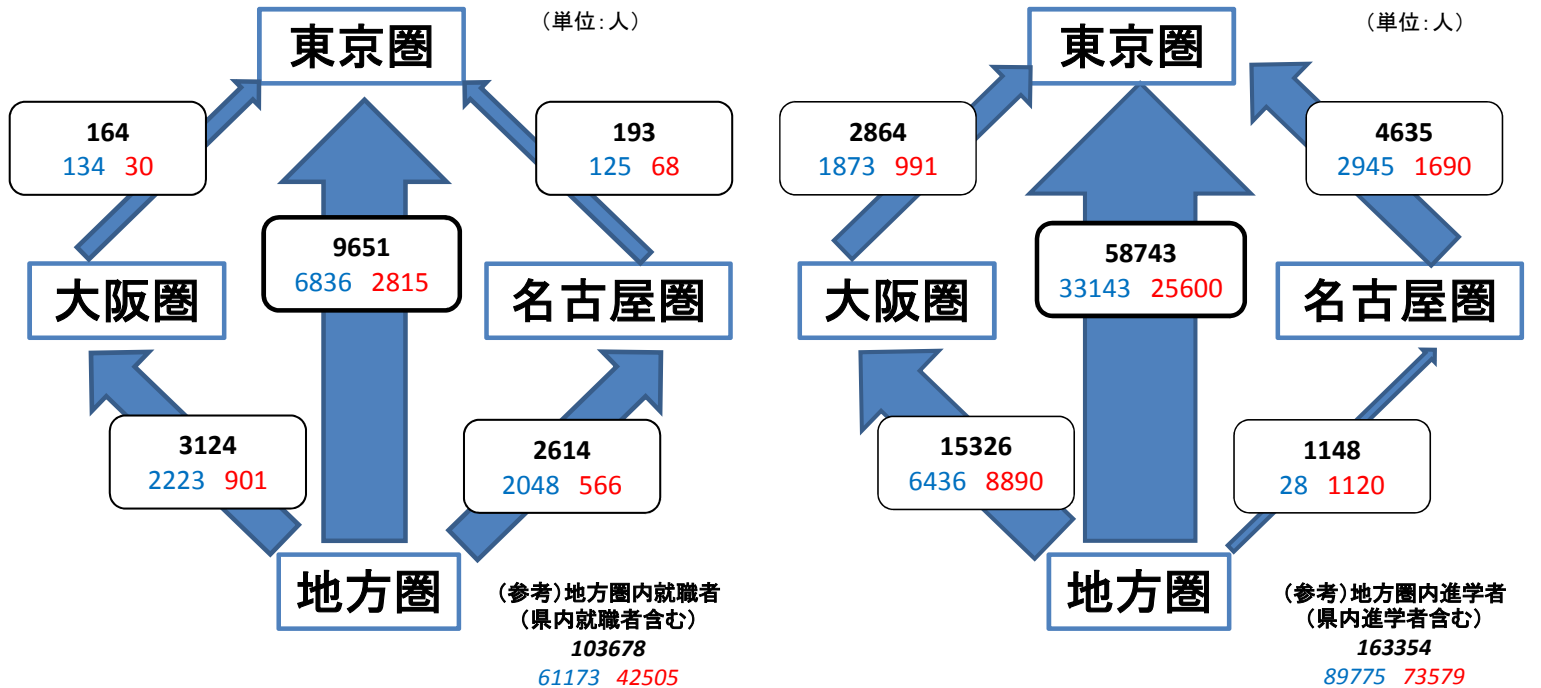 (単位:人)
東京圏
164
134 30
193
125 68
9651
6836 2815
大阪圏
名古屋圏
3124
2223 901
2614
2048 566
地方圏
(参考)地方圏内就職者
(県内就職者含む)
103678
61173 42505
(単位:人)
東京圏
2864
1873 991
4635
2945 1690
58743
33143 25600
大阪圏
名古屋圏
15326
6436 8890
1148
28 1120
地方圏
(参考)地方圏内進学者
(県内進学者含む)
163354
89775 73579